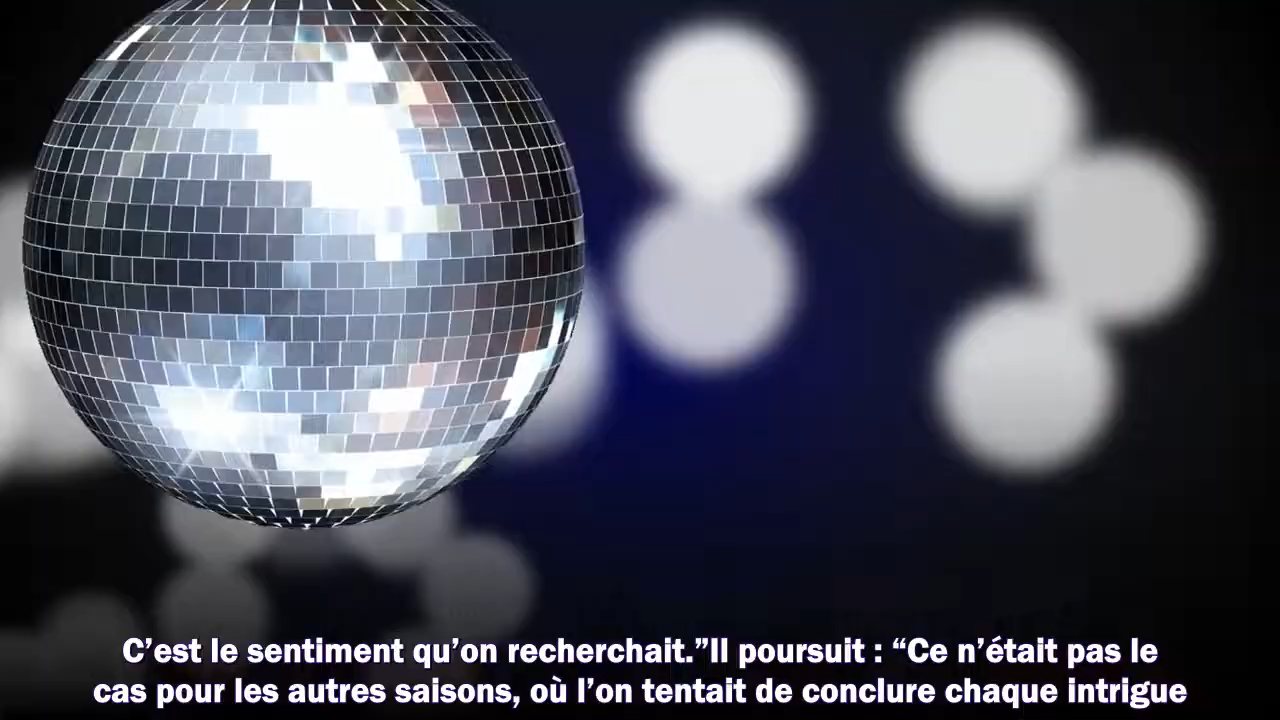 C’est le sentiment qu’on recherchait.”Il poursuit : “Ce n’était pas le
cas pour les autres saisons, où l’on tentait de conclure chaque intrigue